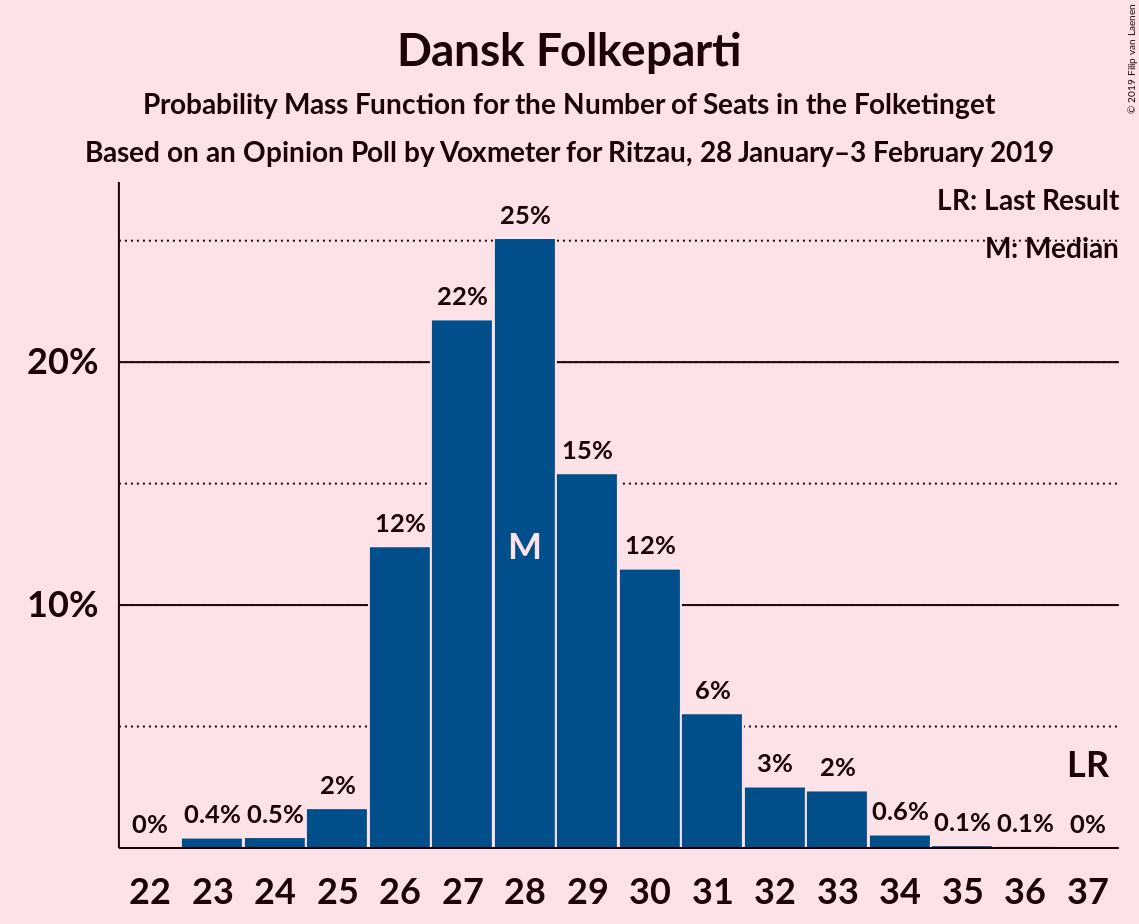 Dansk Folkeparti
Probability Mass Function for the Number of Seats in the Folketinget
Based on an Opinion Poll by Voxmeter for Ritzau, 28 January–3 February 2019
© 2019 Filip van Laenen
LR: Last Result
M: Median
20%
10%
0%
0.4%
0.5%
2%
12%
22%
25%
15%
12%
6%
3%
2%
0.6%
0.1%
0.1%
0%
M
LR
22 23 24 25 26 27 28 29 30 31 32 33 34 35 36 37